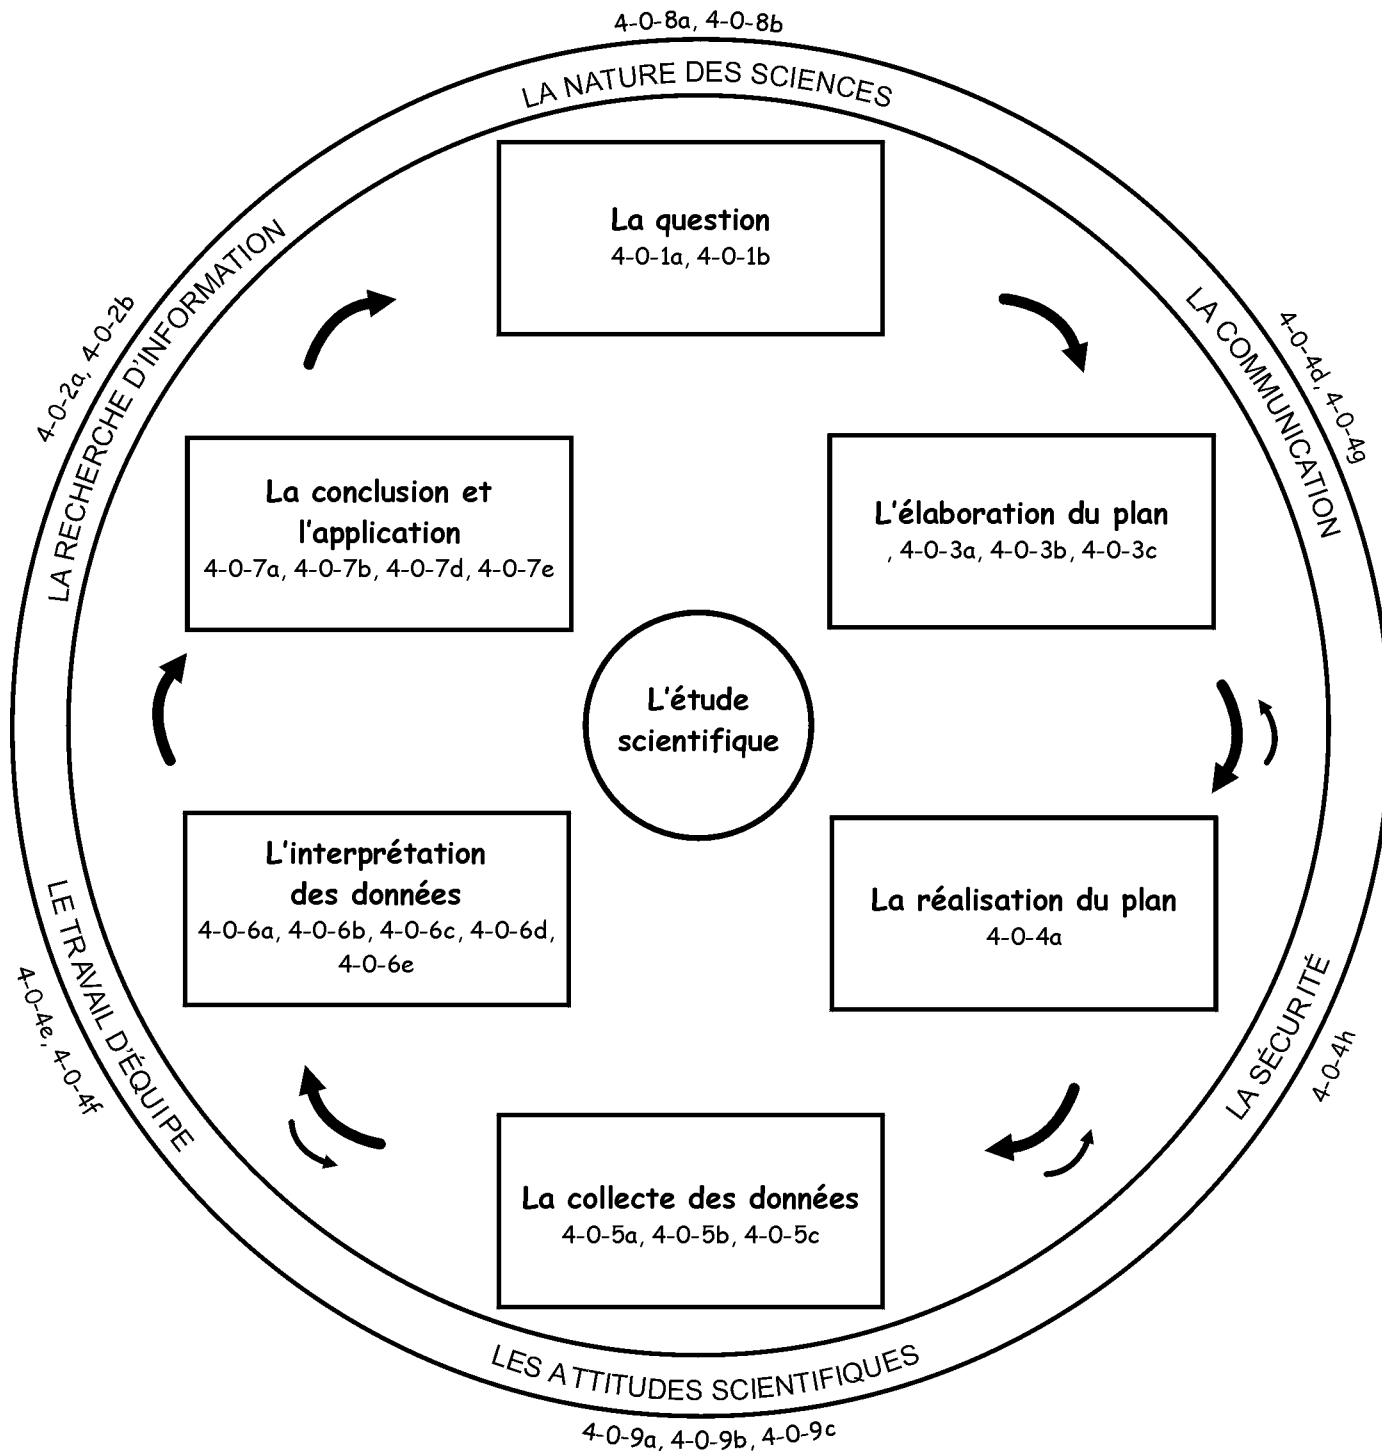 4-0-8a, 4-0-8b
LA NATURE DES SCIENCES
La question
4-0-1a, 4-0-1b
LA COMMUNICATION
4-0-4d, 4-0-4g
L'élaboration du plan
, 4-0-3a, 4-0-3b, 4-0-3c
La réalisation du plan
4-0-4a
LA SÉCURITÉ
4-0-4h
La collecte des données
4-0-5a, 4-0-5b, 4-0-5c
LES ATTITUDES SCIENTIFIQUES
4-0-9a, 4-0-9b, 4-0-9c
L'interprétation
des données
4-0-6a, 4-0-6b, 4-0-6c, 4-0-6d,
4-0-6e
LE TRAVAIL D'ÉQUIPE
4-0-4e, 4-0-4f
La conclusion et
l'application
4-0-7a, 4-0-7b, 4-0-7d, 4-0-7e
LA RECHERCHE D'INFORMATION
4-0-2a, 4-0-2b
L'étude
scientifique